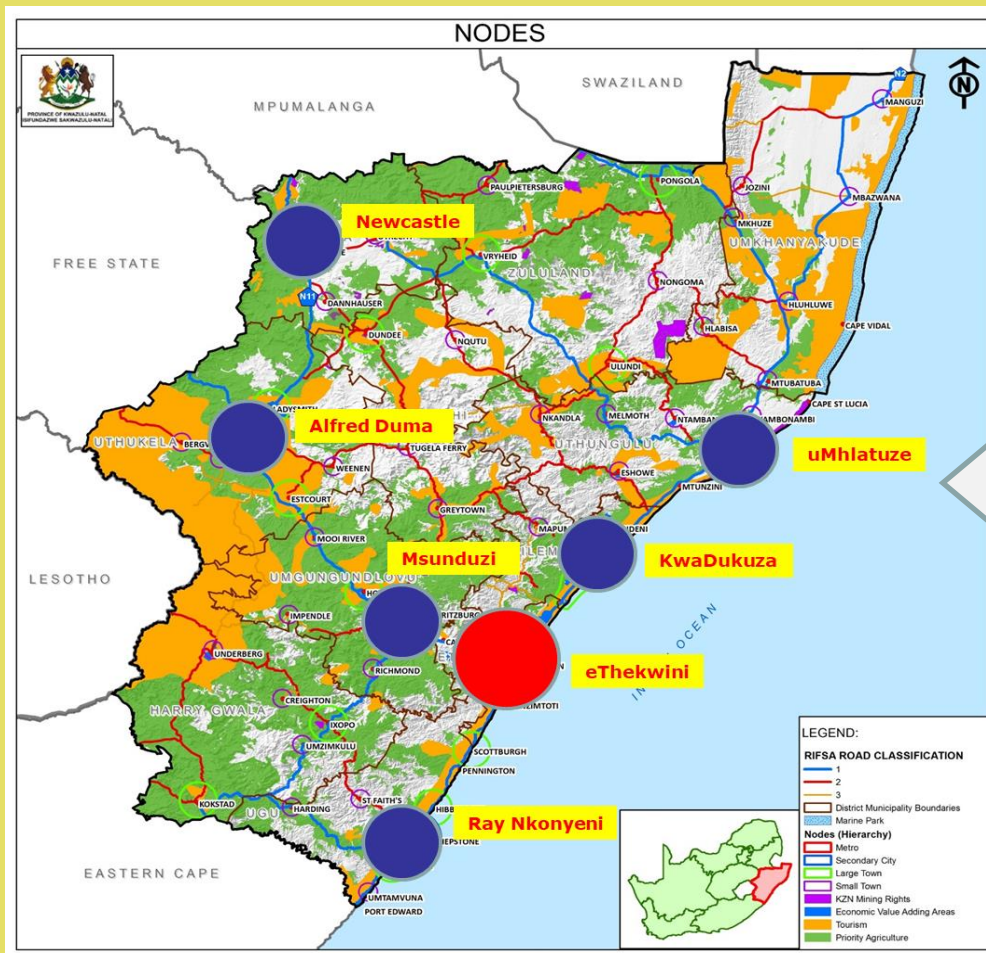 NODES
PROVINCE OF KWAZULU-NATAL
ISIFUNDAZWE SAKWAZULU-NATALI
SWAZILAND
N2
N
MPUMALANGA
MANGUZI
PAULPIETERSBURG
PONGOLA
JOZINI
MBAZWANA
MKHUZE
Newcastle
UMKHANYAKUDE
FREE STATE
VRYHEID
ZULULAND
NONGOMA
N11
DANNHAUSER
HLUHLUWE
DUNDEE
HLABISA
CAPE VIDAL
NQUTU
ULUNDI
MTUBATUBA
CAPE ST LUCIA
NKANDLA
MELMOTH
Alfred Duma
UTHUKELA
UTHUNGULU
uMhlatuze
TUGELA FERRY
WEENEN
ESHOWE
MTUNZINI
ESTCOURT
GREYTOWN
MOOI RIVER
Msunduzi
KwaDukuza
LESOTHO
UMGUNGUNDLOVU
IMPENDLE
UNDERBERG
RICHMOND
eThekwini
CREIGHTON
HARRY GWALA
IXOPO
UMZIMKULU
SCOTTBURGH
PENNINGTON
KOKSTAD
ST FAITH'S
HARDING
UGU
Ray Nkonyeni
EASTERN CAPE
UMTAMVUNA
PORT EDWARD
LEGEND:
RIFSA ROAD CLASSIFICATION
1
2
3
District Municipality Boundaries
Marine Park
Nodes (Hierarchy)
Metro
Secondary City
Large Town
Small Town
KZN Mining Rights
Economic Value Adding Areas
Tourism
Priority Agriculture